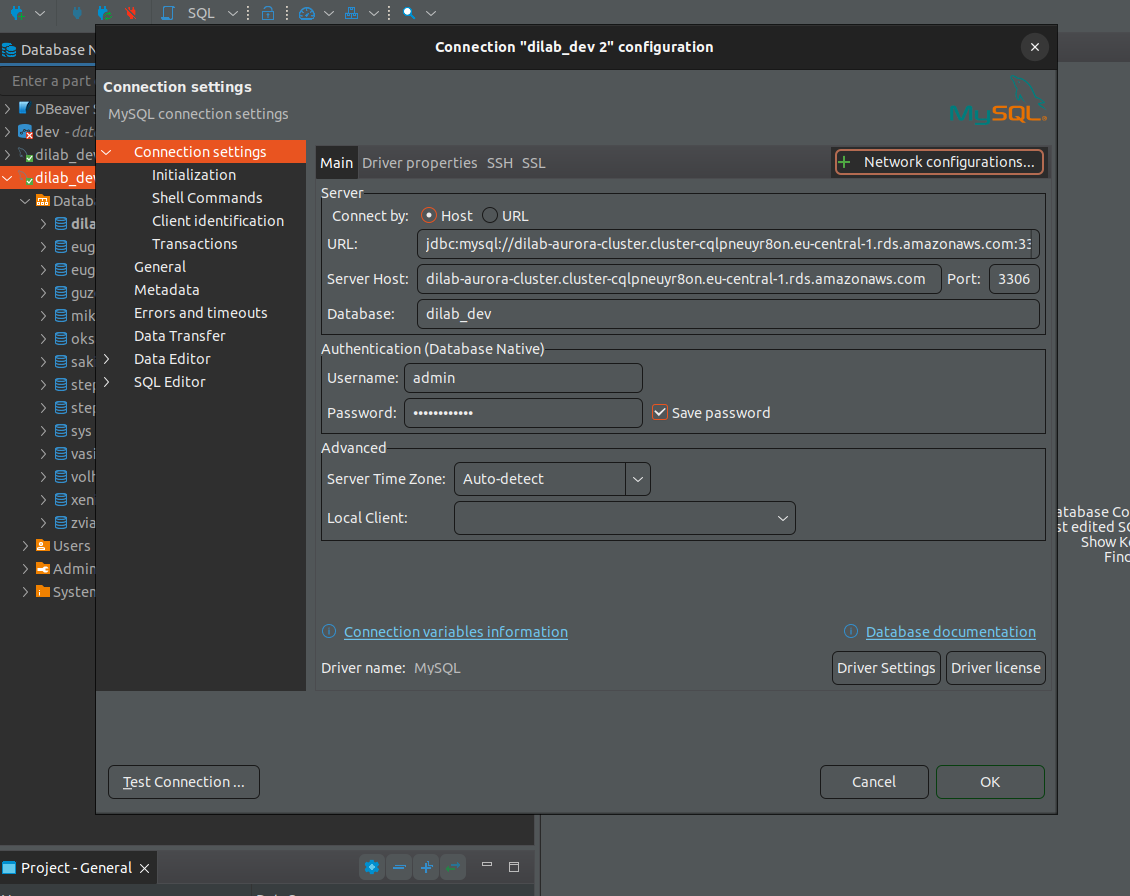 SQL
Connection "dilab_dev 2" configuration
Database N
Enter a part
DBeaver S
dev - dat
dilab_dev
dilab_dev
Databa
dila
eug
eug
guz
mik
oks
sak
step
step
sys
vasi
volh
xen
zvia
Users
Admin
System
Connection settings
MySQL connection settings
MySQL
Connection settings
Initialization
Shell Commands
Client identification
Transactions
General
Metadata
Errors and timeouts
Data Transfer
Data Editor
SQL Editor
Main Driver properties SSH SSL
Network configurations...
Server
Connect by: Host URL
URL: jdbc:mysql://dilab-aurora-cluster.cluster-cqlpneuyr8on.eu-central-1.rds.amazonaws.com:33
Server Host: dilab-aurora-cluster.cluster-cqlpneuyr8on.eu-central-1.rds.amazonaws.com Port: 3306
Database: dilab_dev
Authentication (Database Native)
Username: admin
Password: ••••••••••••
Save password
Advanced
Server Time Zone: Auto-detect
Local Client:
Connection variables information
Database documentation
Driver name: MySQL
Driver Settings
Driver license
Test Connection ...
Cancel
OK
atabase Co
st edited SQ
Show Ke
Find
Project - General